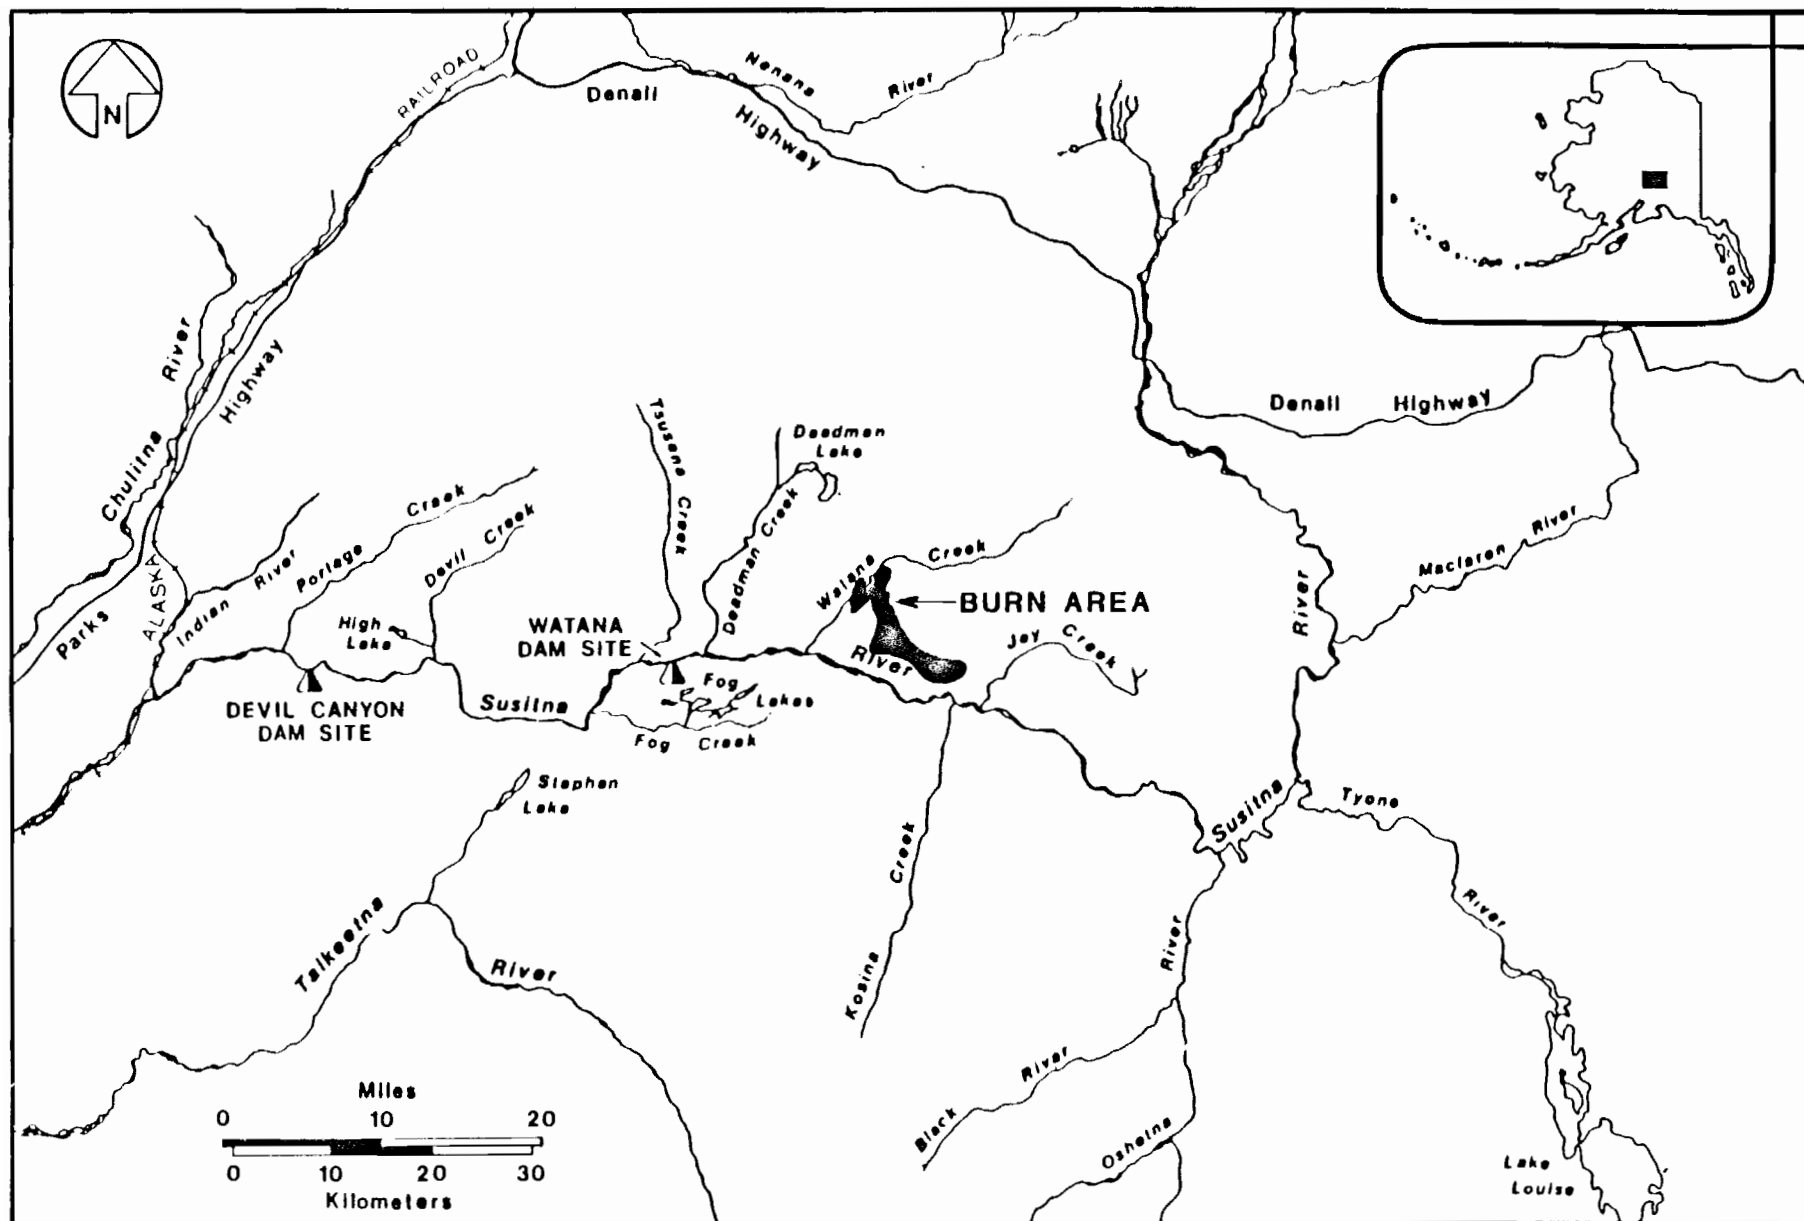 N
RAILROAD
Denali
Highway
Nenana
River
Chulitna
River
Highway
Parks
ALASKA
Indian River
Portage Creek
Devil Creek
High
Lake
DEVIL CANYON
DAM SITE
Susitna
WATANA
DAM SITE
Tsusena Creek
Deadman Creek
Deadman
Lake
Watana Creek
BURN AREA
River
Jay Creek
Fog
Lakes
Fog Creek
Stephan
Lake
Talkeetna
River
Kosina
Creek
Denali Highway
Maclaren River
River
Susitna
Tyone
River
River
Black
River
Oshetna
Lake
Louise
Miles
0 10 20
0 10 20 30
Kilometers